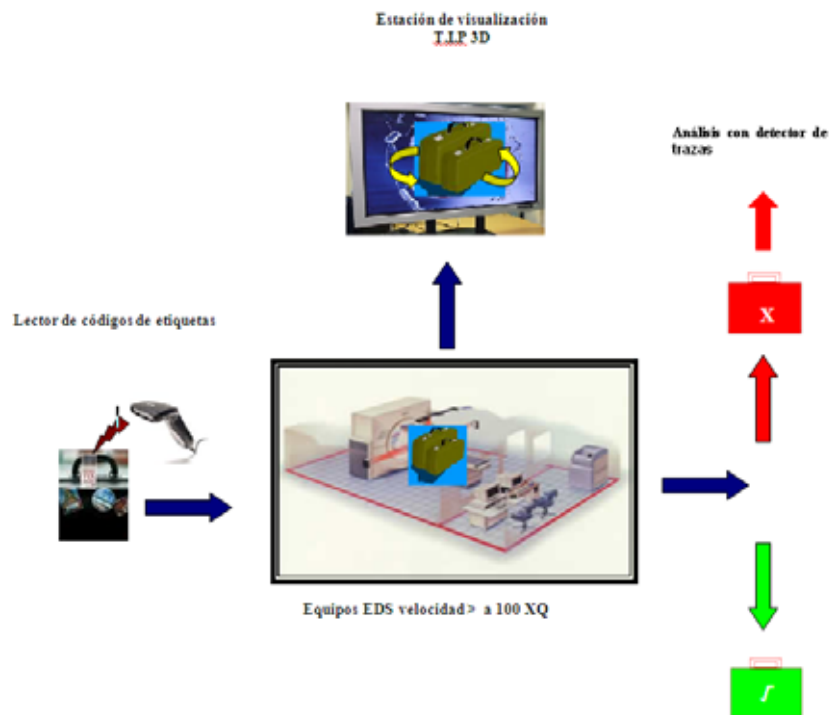 Estación de visualización
T.I.P 3D
Análisis con detector de
trazas
Lector de códigos de etiquetas
X
Equipos EDS velocidad > a 100 XQ